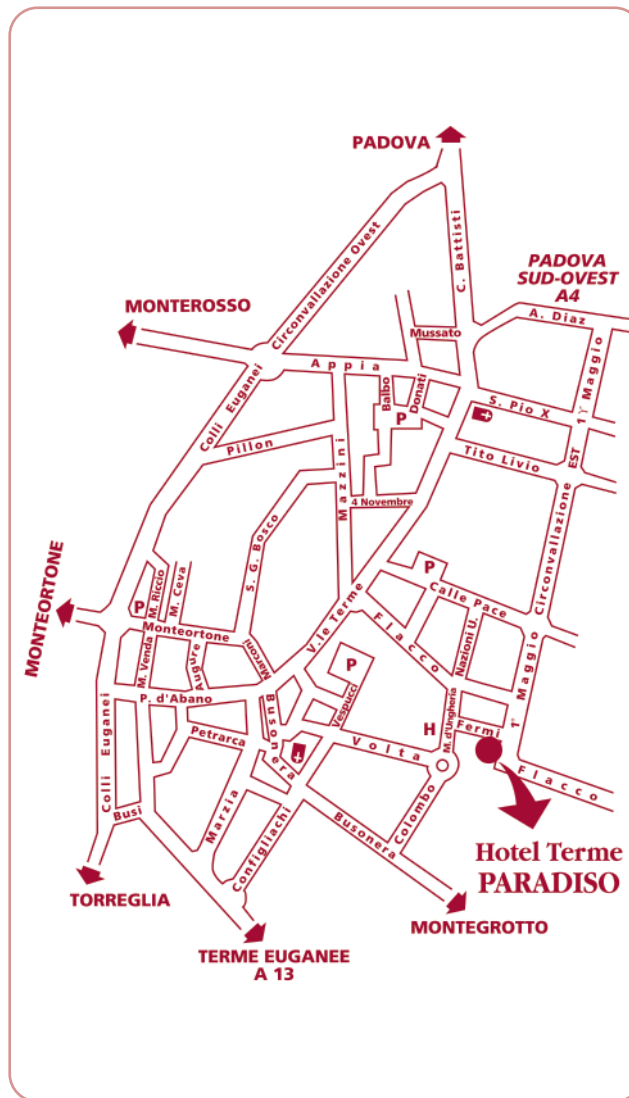 PADOVA
PADOVA
SUD-OVEST
A4
C. Battisti
Circonvallazione Ovest
A. Diaz
MONTEROSSO
Mussato
1° Maggio
Appia
Balbo
Donati
S. Pio X
Colli Euganei
P
Pillon
Tito Livio
EST
Mazzini
4 Novembre
Circonvallazione
S. G. Bosco
MONTEORTONE
M. Riccio
M. Ceva
P
P
Calle Pace
V.le Terme
Flacco
Nazioni U.
Monteortone
Marconi
M. Venda
Augure
P
1° Maggio
P. d'Abano
Busonera
Vespucci
M. d'Ungheria
H
Fermi
Petrarca
Volta
Flacco
Colli Euganei
Busi
Marzia
Configliachi
Busonera
Colombo
Hotel Terme
PARADISO
TORREGLIA
MONTEGROTTO
TERME EUGANEE
A 13